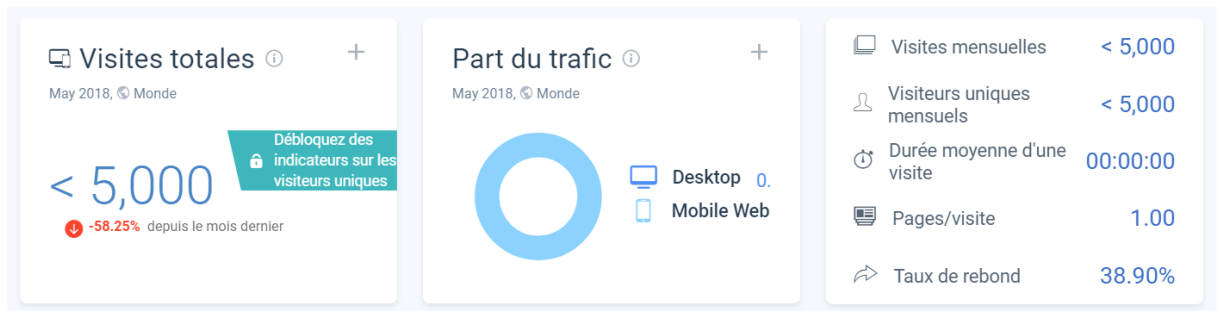 Visites totales
May 2018, Monde
Débloquez des
indicateurs sur les
visiteurs uniques
< 5,000
-58.25% depuis le mois dernier
Part du trafic
May 2018, Monde
Desktop 0.
Mobile Web
Visites mensuelles < 5,000
Visiteurs uniques
mensuels < 5,000
Durée moyenne d'une
visite 00:00:00
Pages/visite 1.00
Taux de rebond 38.90%